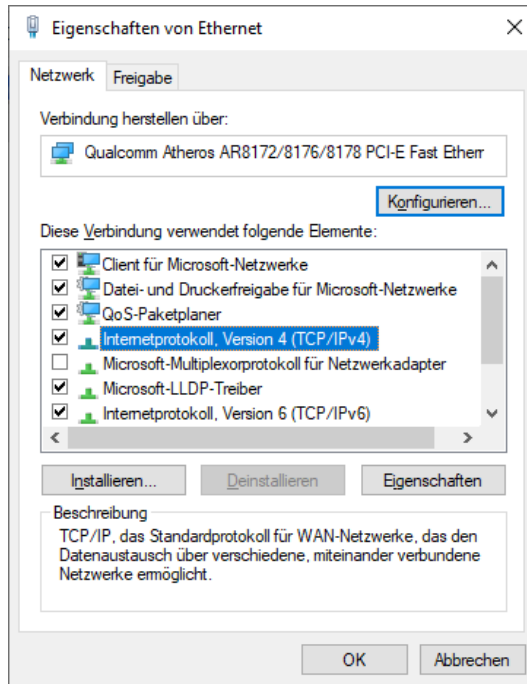 Eigenschaften von Ethernet
Netzwerk
Freigabe
Verbindung herstellen über:
Qualcomm Atheros AR8172/8176/8178 PCI-E Fast Etherr
Konfigurieren...
Diese Verbindung verwendet folgende Elemente:
Client für Microsoft-Netzwerke
Datei- und Druckerfreigabe für Microsoft-Netzwerke
QoS-Paketplaner
Internetprotokoll, Version 4 (TCP/IPv4)
Microsoft-Multiplexorprotokoll für Netzwerkadapter
Microsoft-LLDP-Treiber
Internetprotokoll, Version 6 (TCP/IPv6)
Installieren...
Deinstallieren
Eigenschaften
Beschreibung
TCP/IP, das Standardprotokoll für WAN-Netzwerke, das den
Datenaustausch über verschiedene, miteinander verbundene
Netzwerke ermöglicht.
OK
Abbrechen